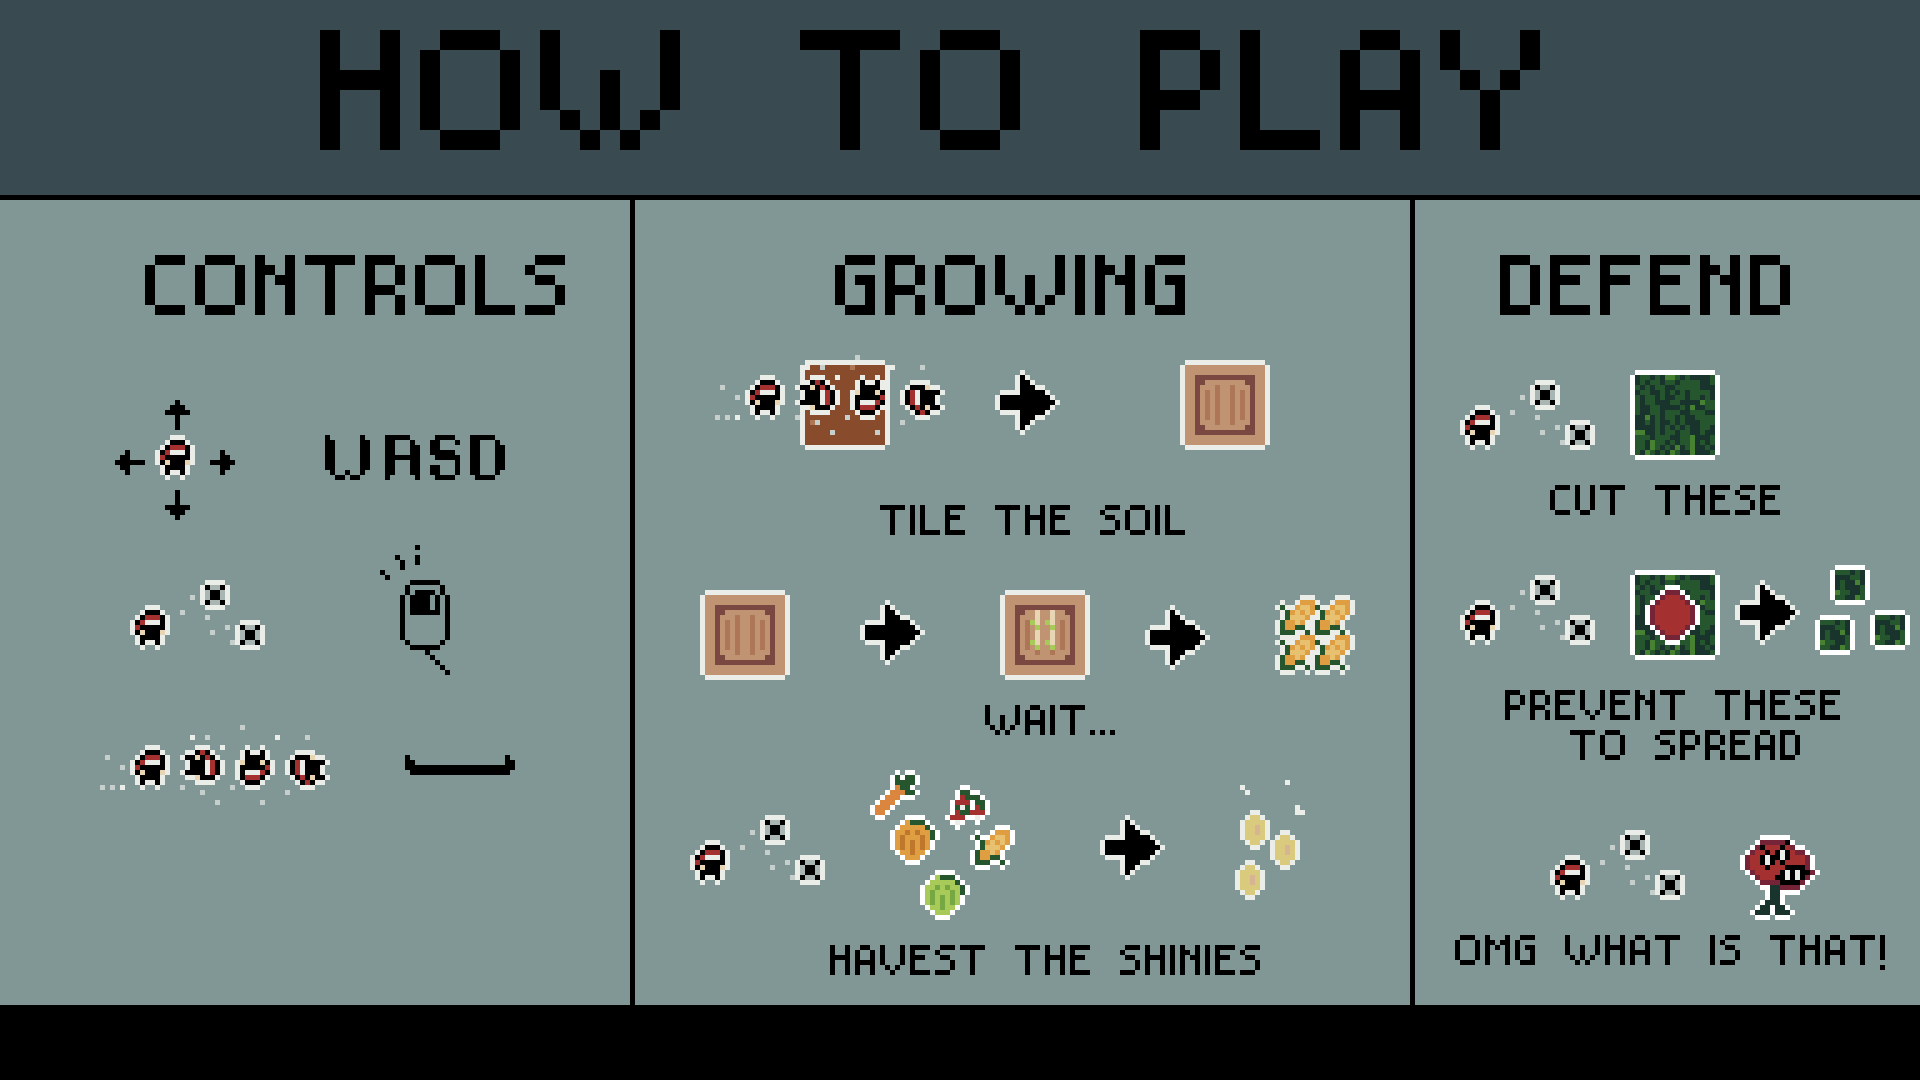 HOW TO PLAY
CONTROLS
WASD
GROWING
TILE THE SOIL
WAIT...
HAVEST THE SHINIES
DEFEND
CUT THESE
PREVENT THESE
TO SPREAD
OMG WHAT IS THAT!